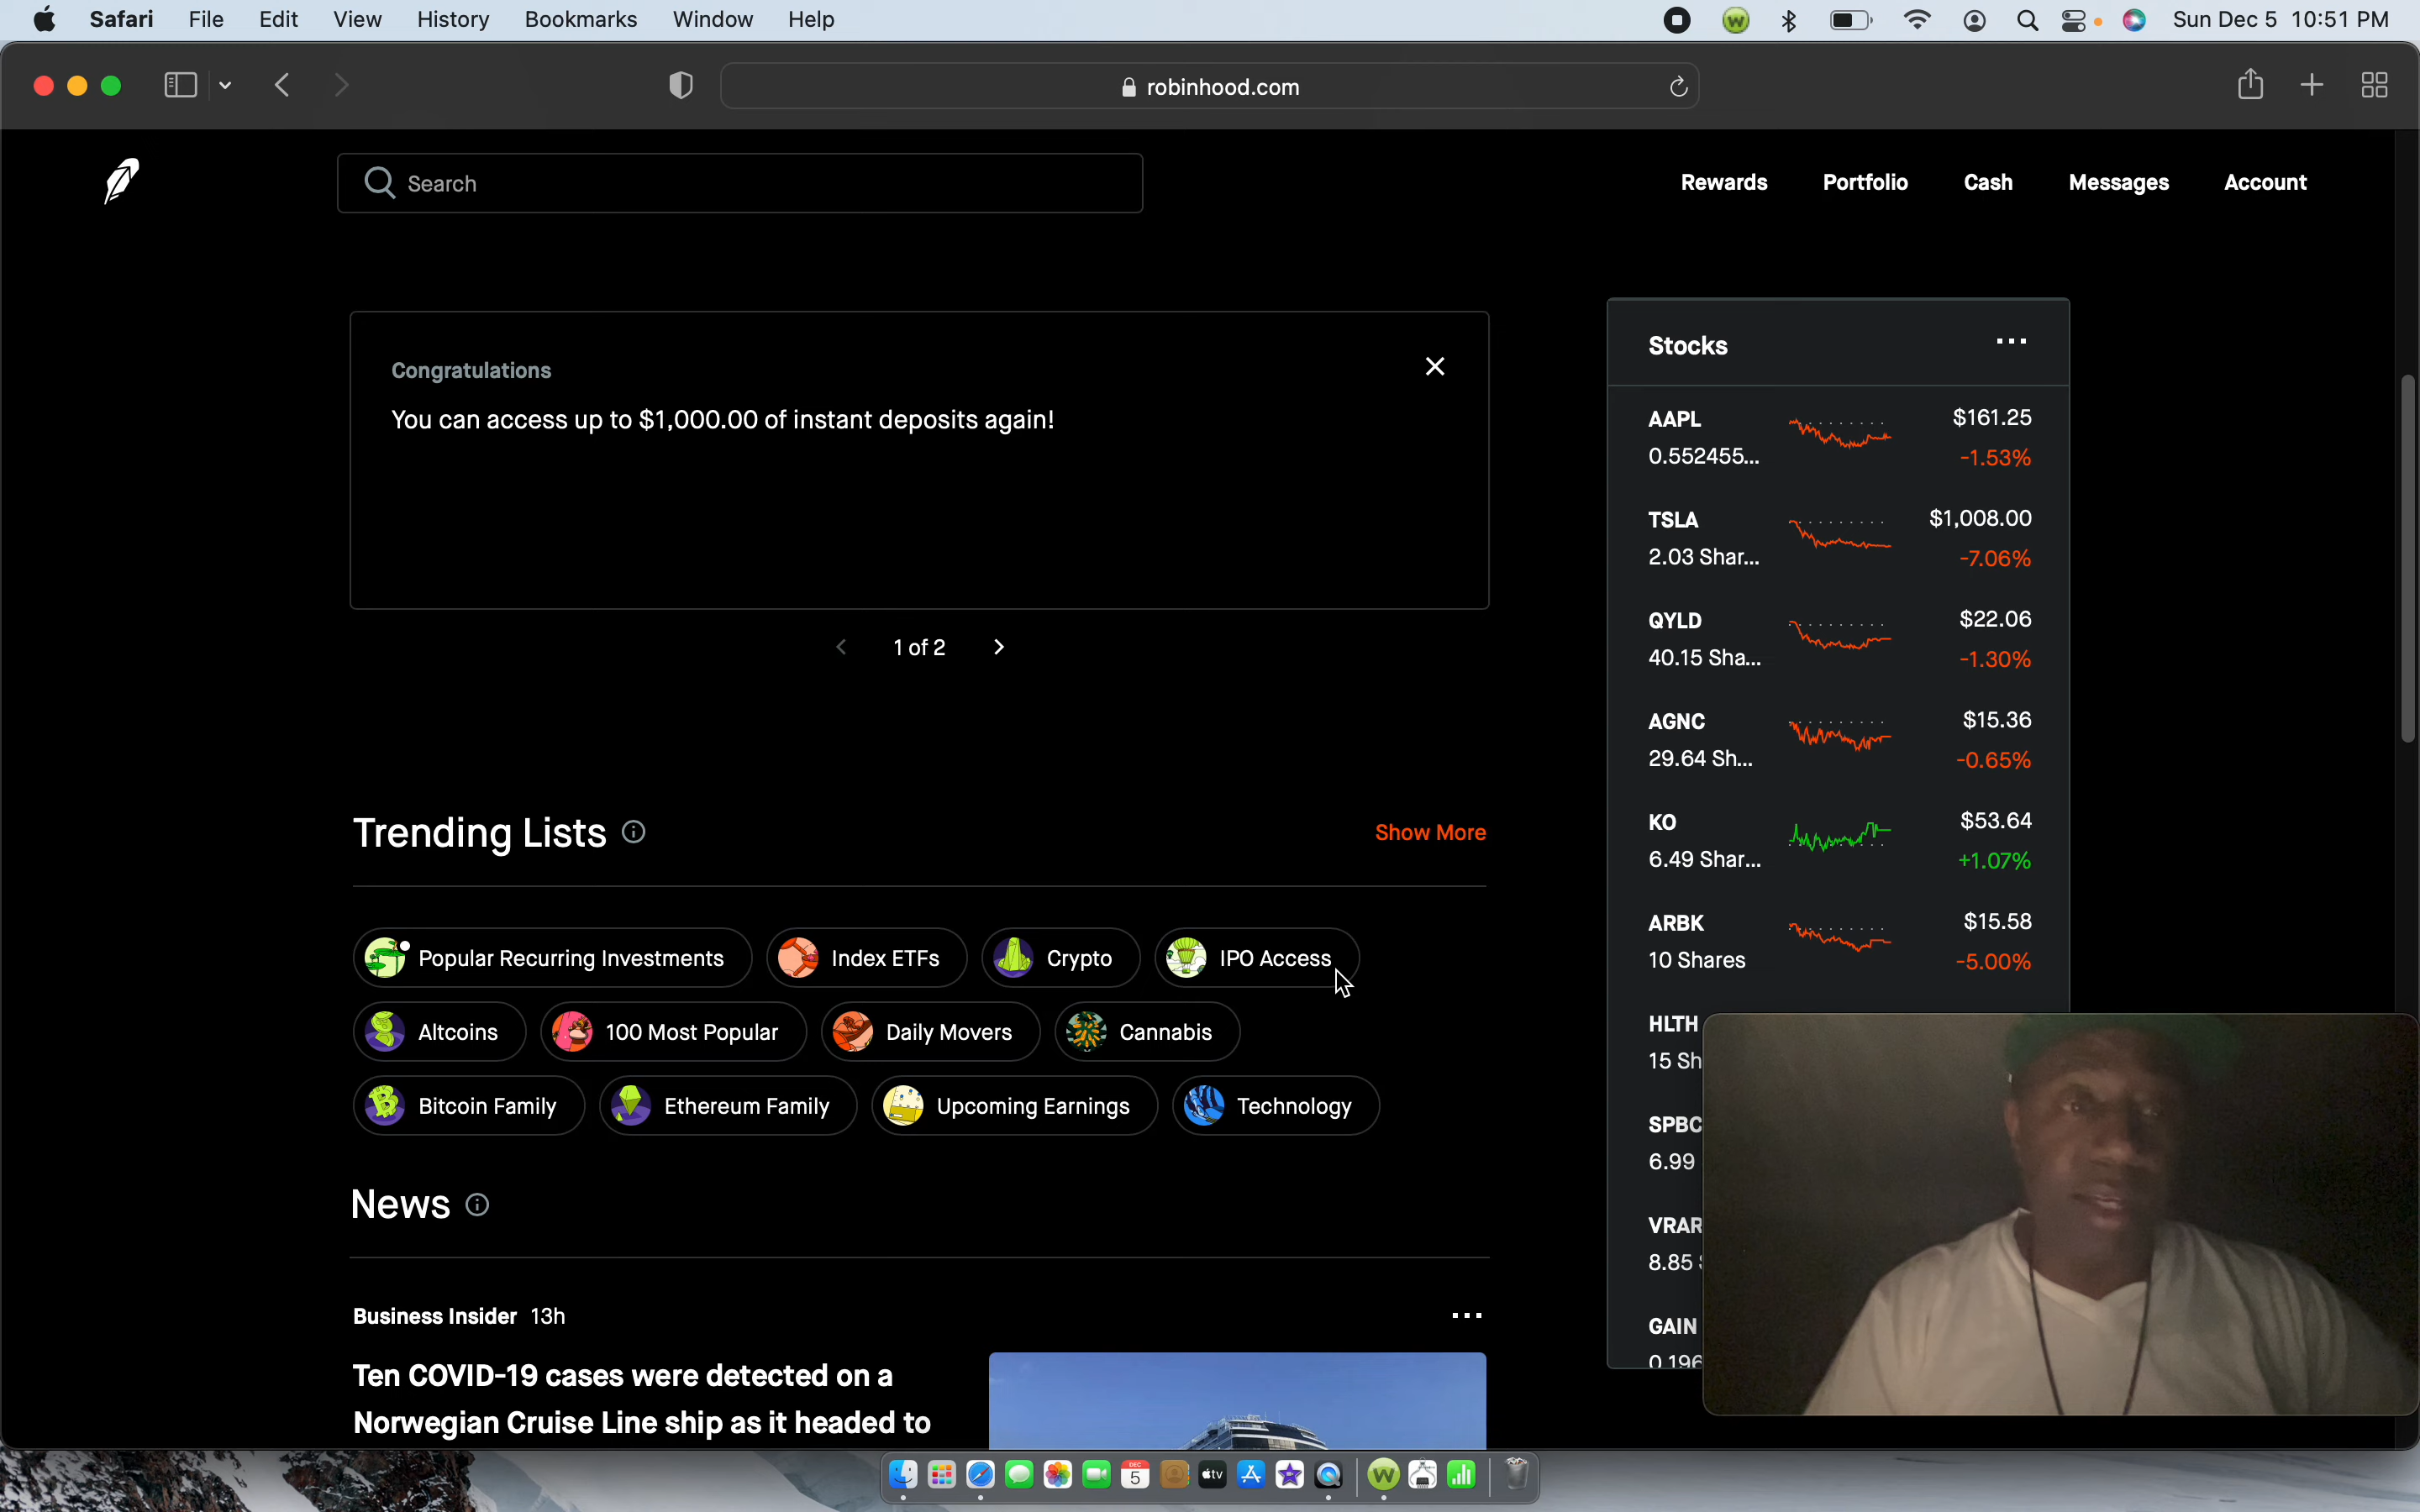 Safari File Edit View History Bookmarks Window Help
Sun Dec 5 10:51 PM
robinhood.com
Search
Rewards Portfolio Cash Messages Account
Congratulations
You can access up to $1,000.00 of instant deposits again!
1 of 2
Trending Lists
Show More
Popular Recurring Investments Index ETFs Crypto IPO Access
Altcoins 100 Most Popular Daily Movers Cannabis
Bitcoin Family Ethereum Family Upcoming Earnings Technology
News
Business Insider 13h
Ten COVID-19 cases were detected on a
Norwegian Cruise Line ship as it headed to
Stocks
AAPL $161.25
0.552455... -1.53%
TSLA $1,008.00
2.03 Shar... -7.06%
QYLD $22.06
40.15 Sha... -1.30%
AGNC $15.36
29.64 Sh... -0.65%
KO $53.64
6.49 Shar... +1.07%
ARBK $15.58
10 Shares -5.00%
HLTH
15 Sh
SPBC
6.99
VRAR
8.85
GAIN
0.196
DEC
5
tv